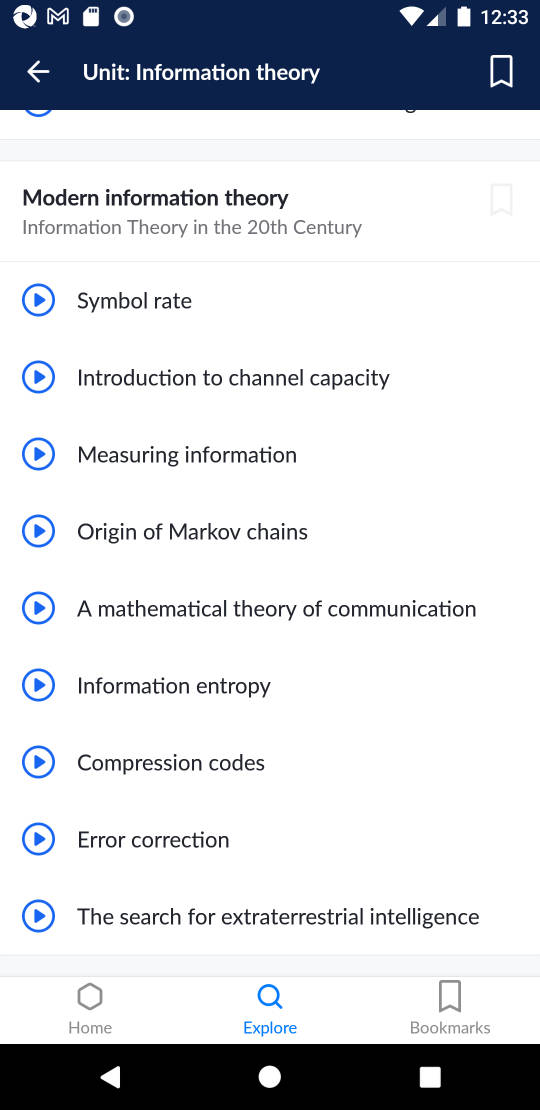 12:33
Unit: Information theory
Modern information theory
Information Theory in the 20th Century
Symbol rate
Introduction to channel capacity
Measuring information
Origin of Markov chains
A mathematical theory of communication
Information entropy
Compression codes
Error correction
The search for extraterrestrial intelligence
Home
Explore
Bookmarks